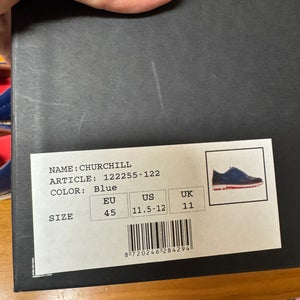 NAME:CHURCHILL
ARTICLE: 122255-122
COLOR: Blue
EU US UK
SIZE 45 11.5-12 11
8720246284294